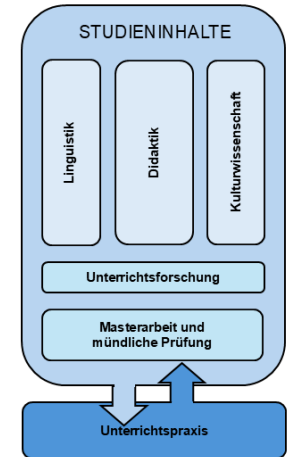 STUDIENINHALTE
Linguistik
Didaktik
Kulturwissenschaft
Unterrichtsforschung
Masterarbeit und
mündliche Prüfung
Unterrichtspraxis